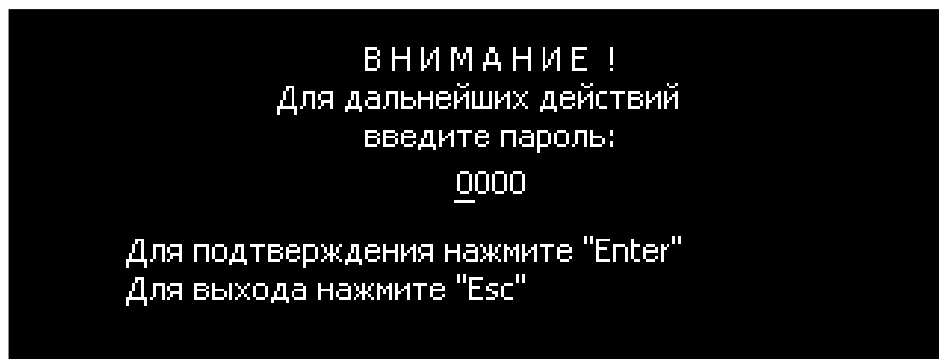 В Н И М А Н И Е !
Для дальнейших действий
введите пароль:
0000
Для подтверждения нажмите "Enter"
Для выхода нажмите "Esc"